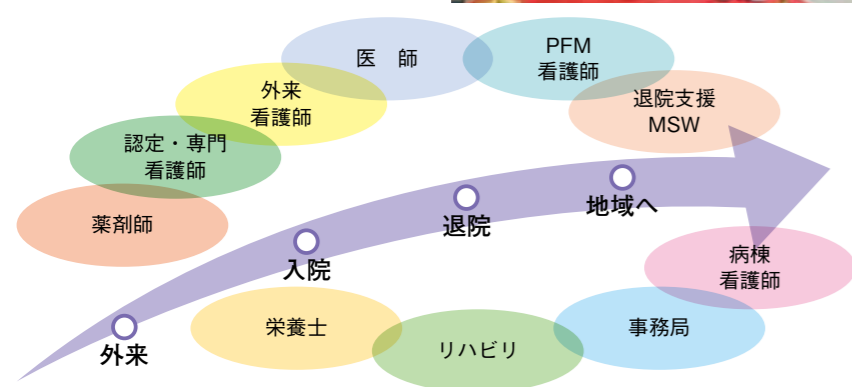 医　師
PFM
看護師
外来
看護師
退院支援
MSW
認定・専門
看護師
薬剤師
地域へ
退院
入院
外来
病棟
看護師
栄養士
リハビリ
事務局